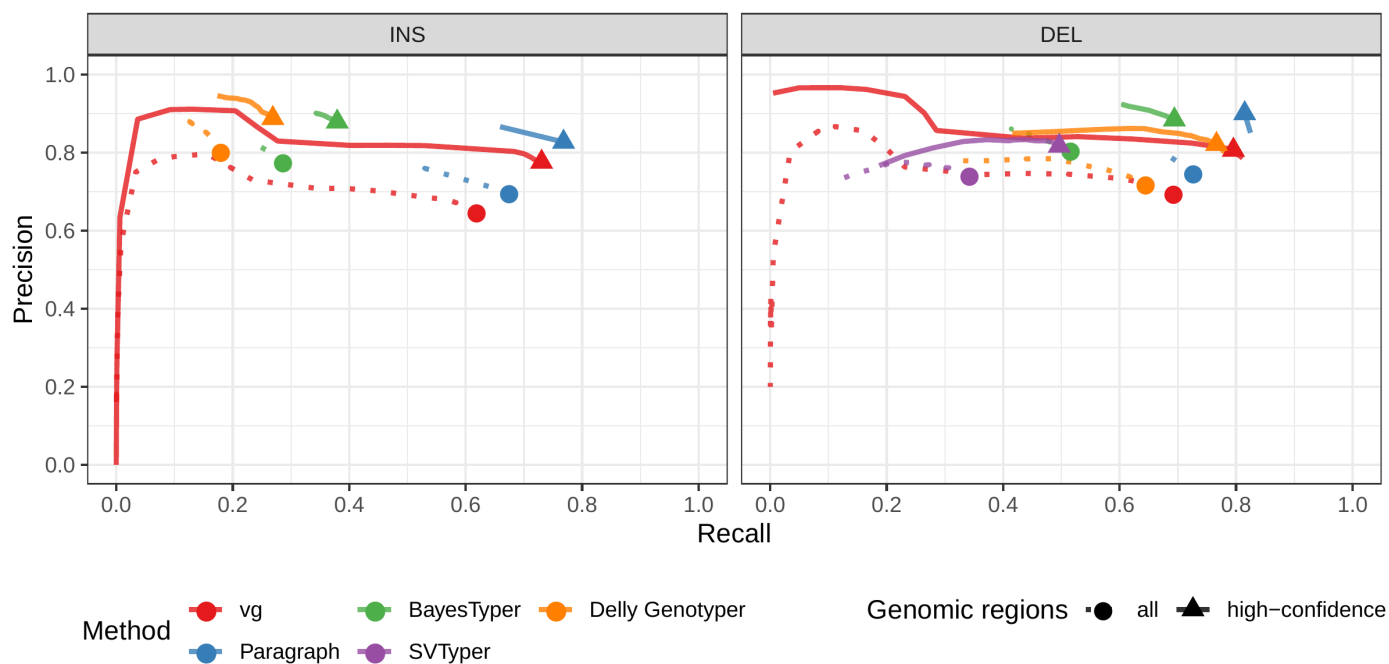 INS DEL
1.0
0.8
0.6
0.4
0.2
0.0
Precision
0.0 0.2 0.4 0.6 0.8 1.0 0.0 0.2 0.4 0.6 0.8 1.0
Recall
Method
vg BayesTyper Delly Genotyper
Paragraph SVTyper
Genomic regions all high−confidence